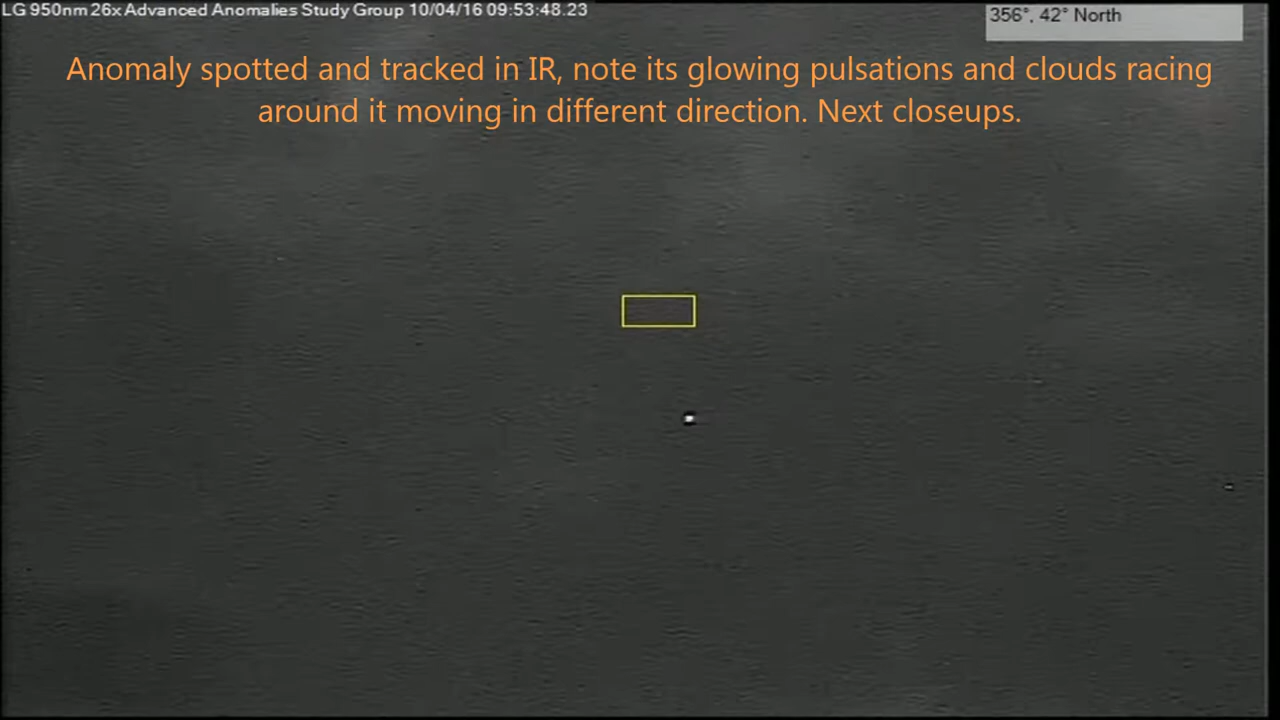 LG 950nm 26x Advanced Anomalies Study Group 10/04/16 09:53:48.23
356°, 42° North
Anomaly spotted and tracked in IR, note its glowing pulsations and clouds racing
around it moving in different direction. Next closeups.